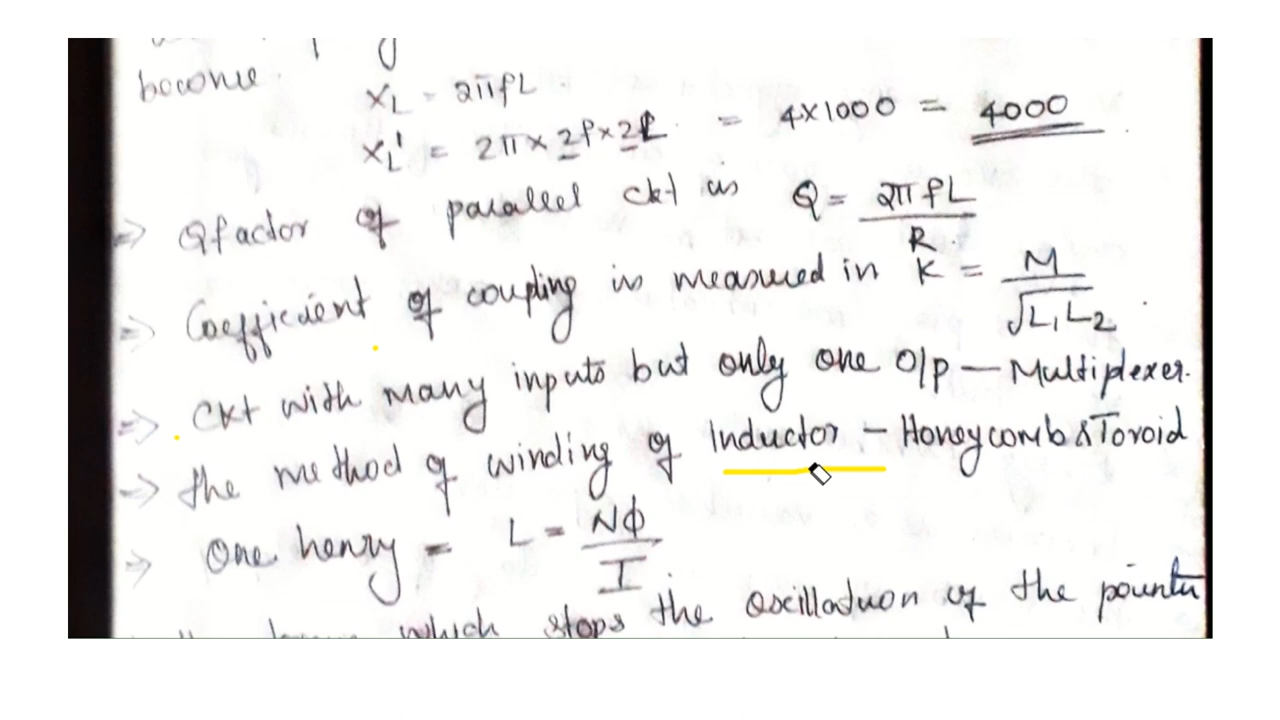 become.
XL = 2πfL
XL' = 2π × 2f × 2L = 4×1000 = 4000
=> Qfactor of parallel ckt is Q = 2πfL / R.
=> Coefficient of coupling is measured in K = M / √L1L2
=> Ckt with many inputs but only one O/p — Multiplexer.
=> the method of winding of Inductor – Honeycomb & Toroid
=> One henry = L = NΦ / I
which stops the oscillation of the pointer